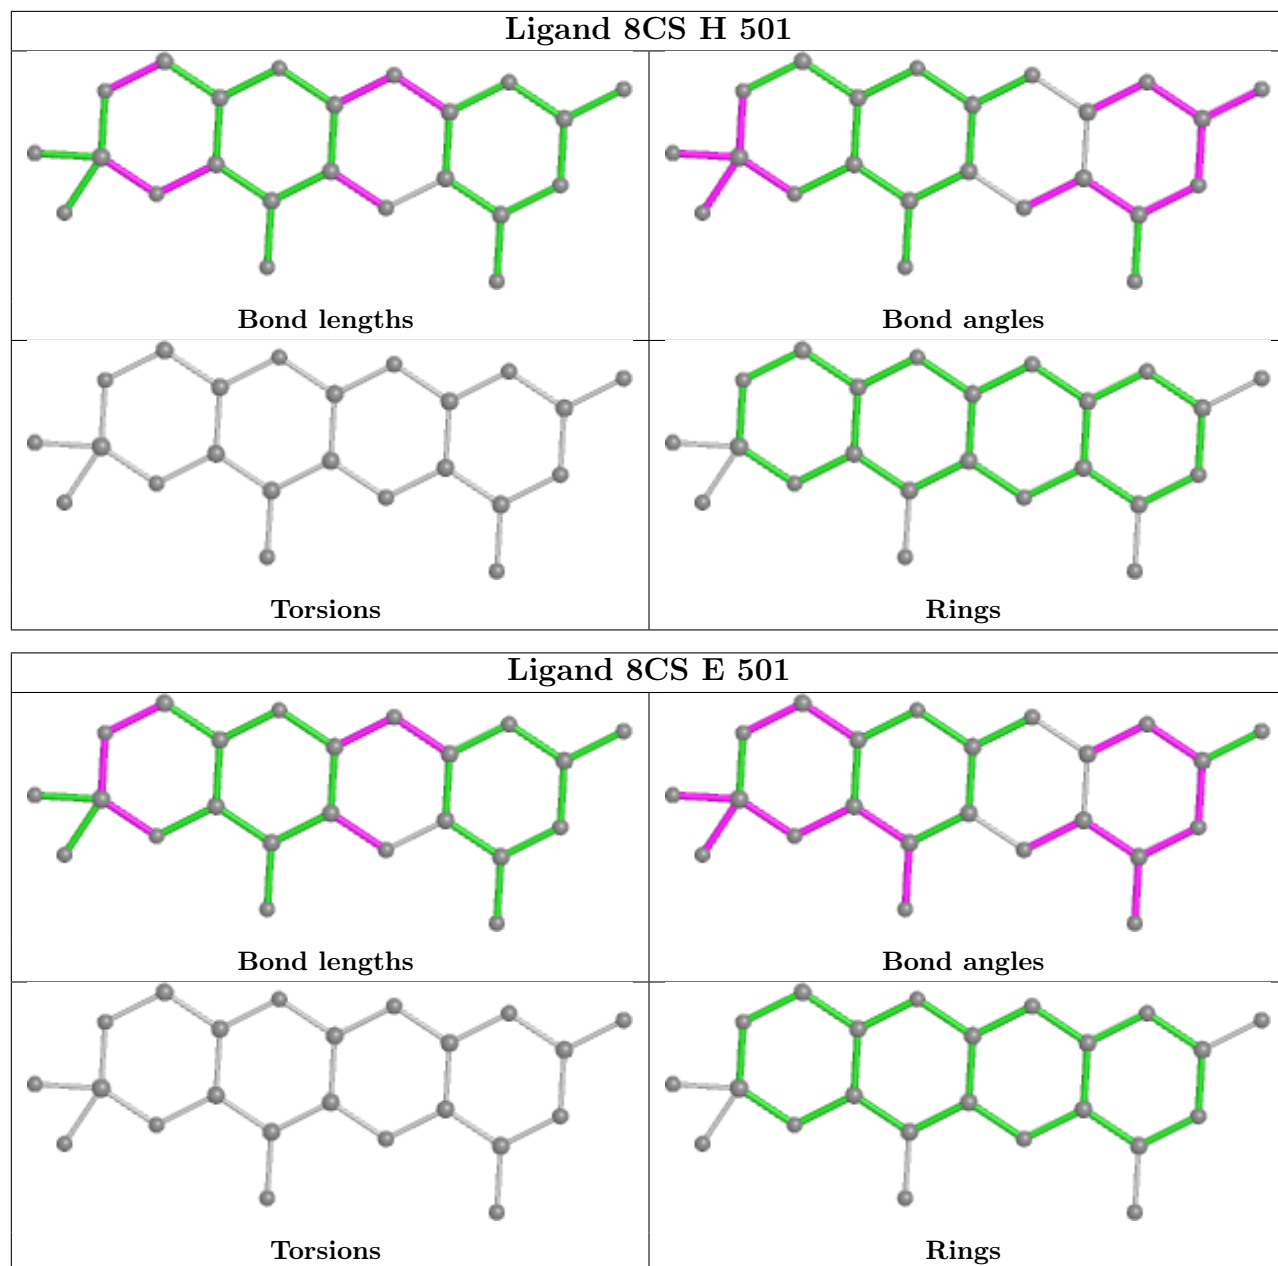 Ligand 8CS H 501
Bond lengths
Bond angles
Torsions
Rings
Ligand 8CS E 501
Bond lengths
Bond angles
Torsions
Rings